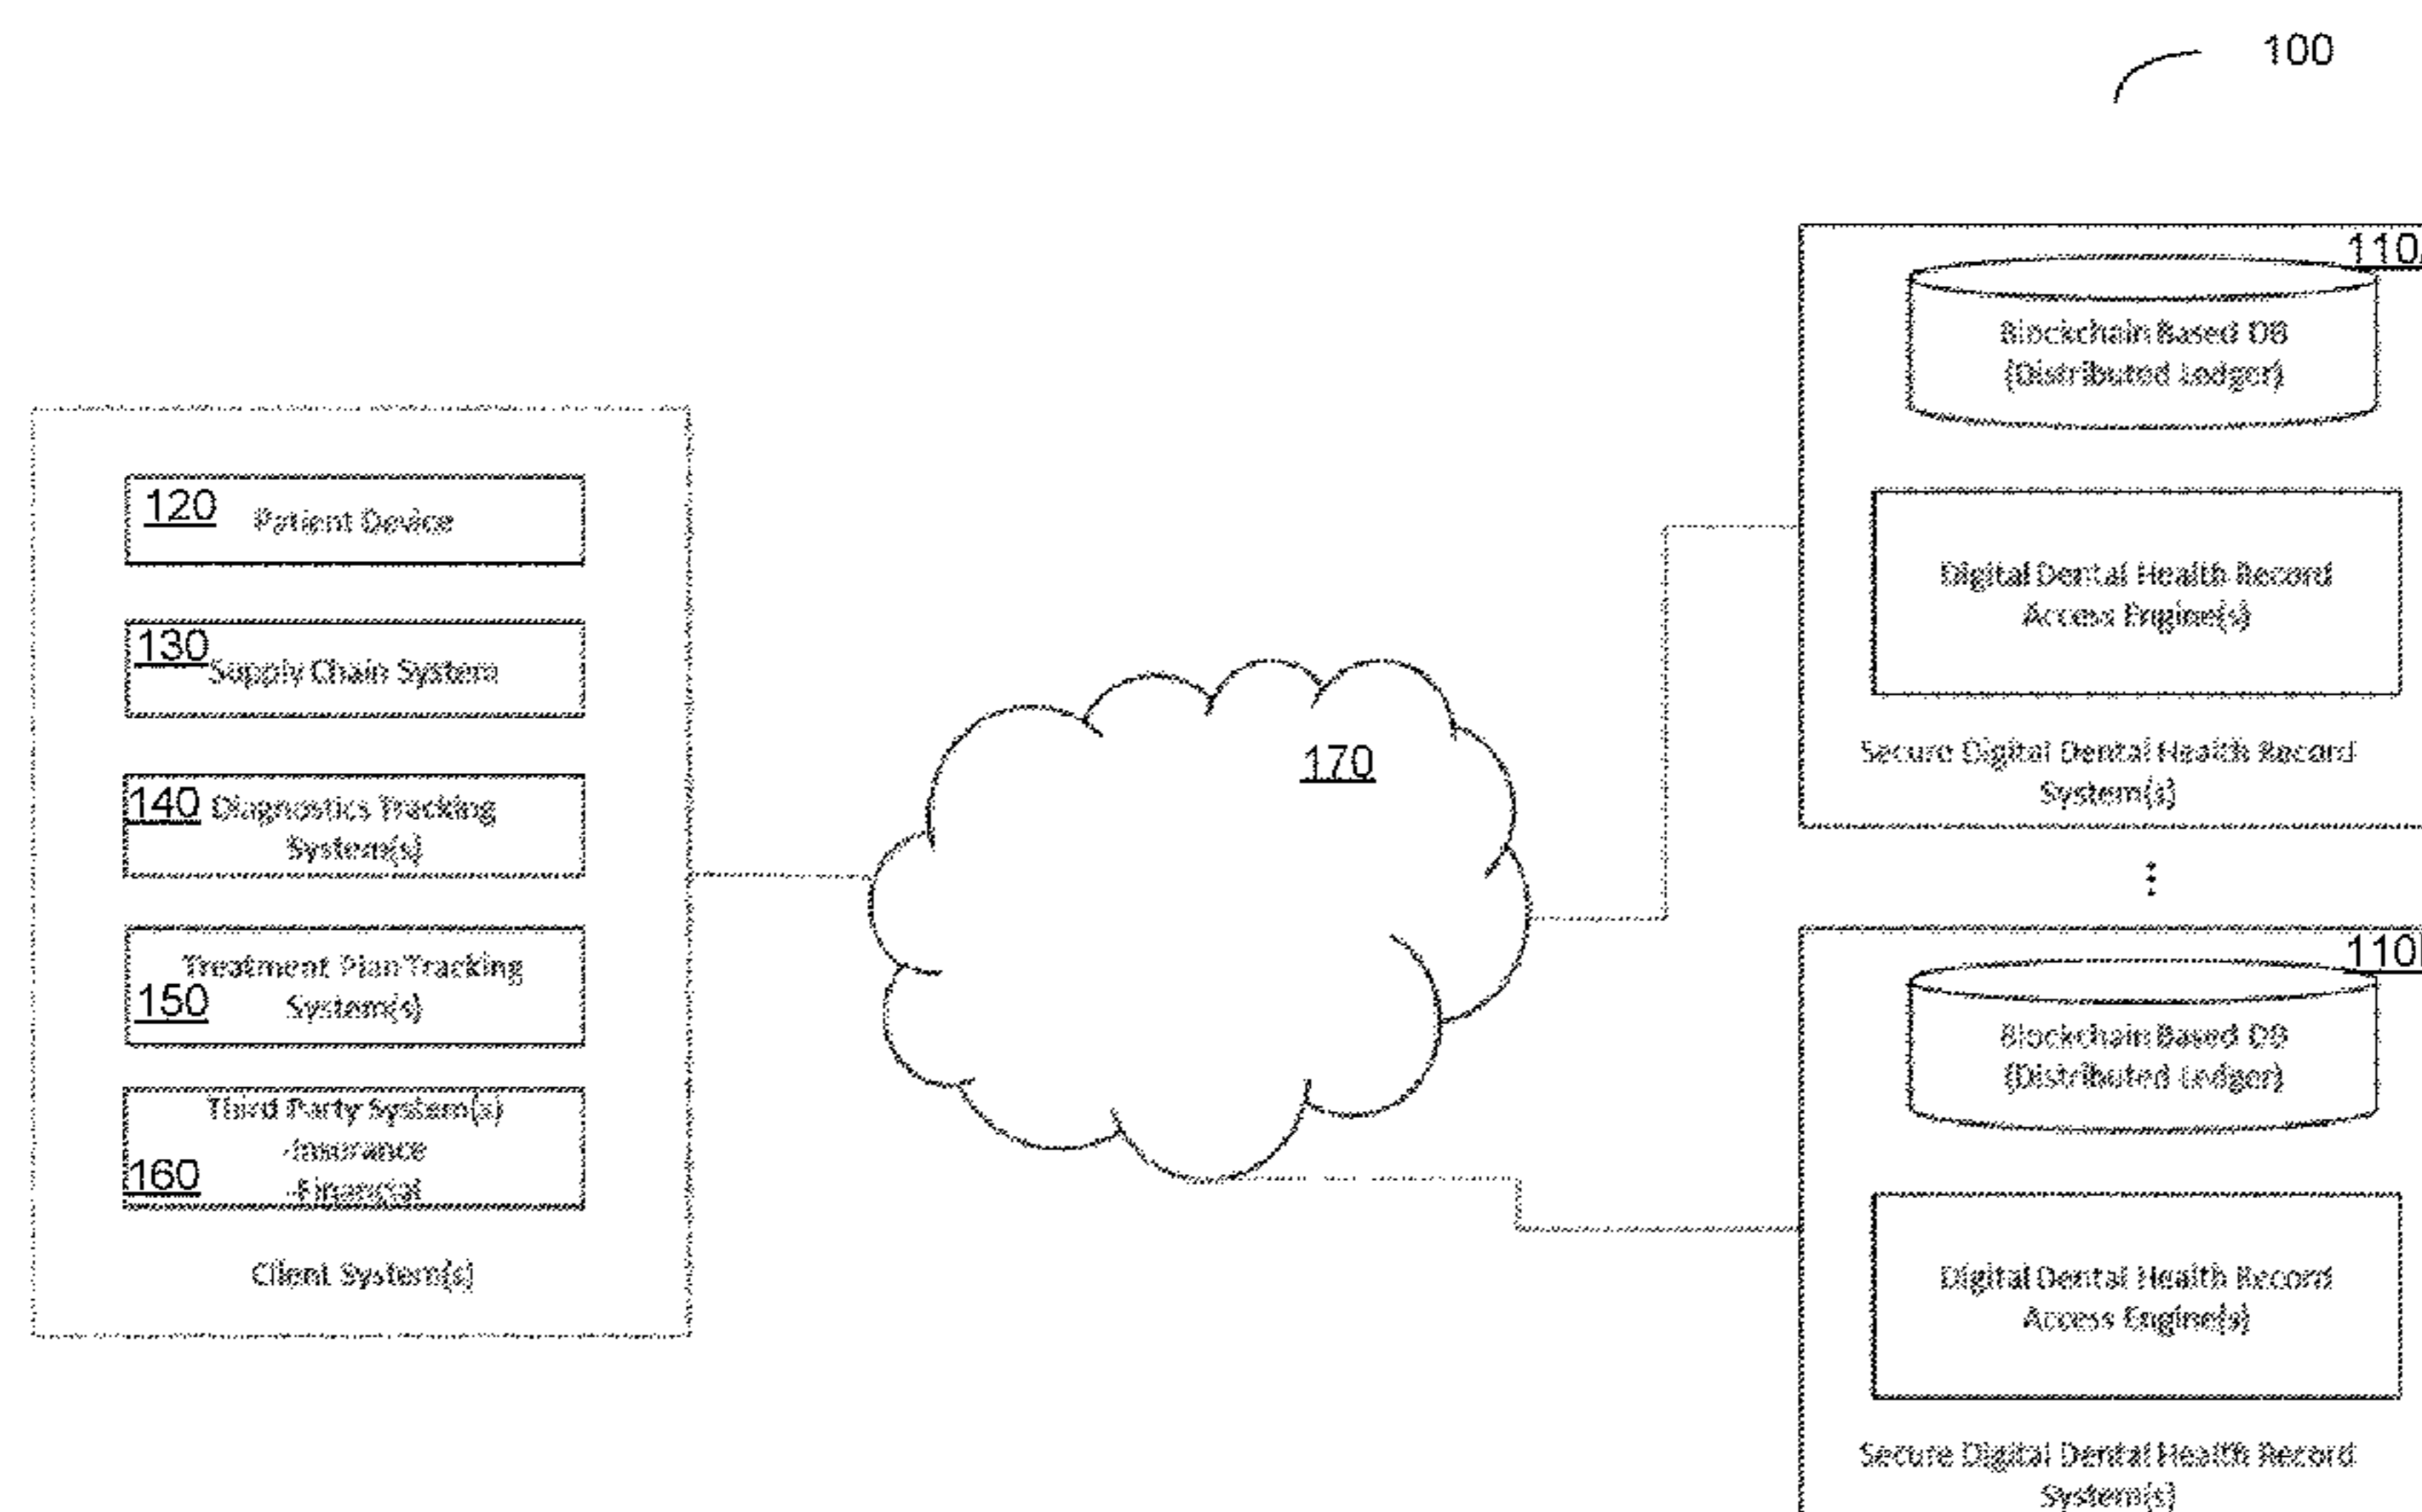 100
120 Patient Device
130 Supply Chain System
140 Diagnostics Tracking
System(s)
Treatment Plan Tracking
150 System(s)
Third Party System(s)
-Insurance
160 -Financial
Client System(s)
170
110
Blockchain Based DB
(Distributed Ledger)
Digital Dental Health Record
Access Engine(s)
Secure Digital Dental Health Record
System(s)
110
Blockchain Based DB
(Distributed Ledger)
Digital Dental Health Record
Access Engine(s)
Secure Digital Dental Health Record
System(s)